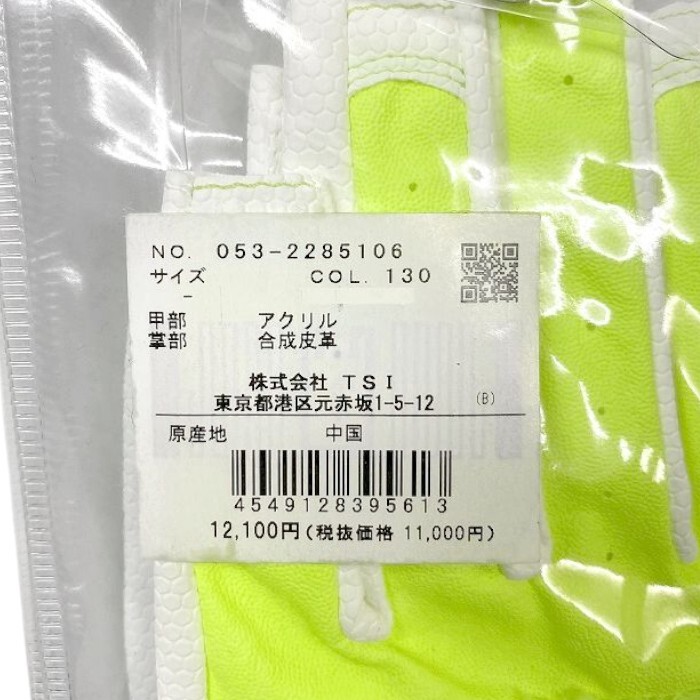 NO. 053-2285106
サイズ COL. 130
-
甲部 アクリル
掌部 合成皮革
株式会社 TSI
東京都港区元赤坂1-5-12 (B)
原産地 中国
4549128395613
12,100円(税抜価格 11,000円)